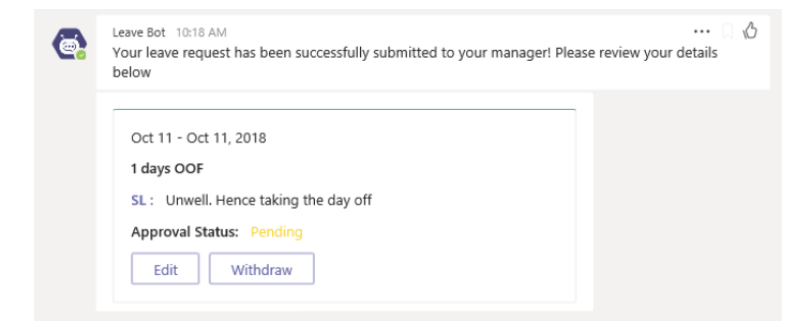 Leave Bot 10:18 AM
Your leave request has been successfully submitted to your manager! Please review your details
below
Oct 11 - Oct 11, 2018
1 days OOF
SL : Unwell. Hence taking the day off
Approval Status: Pending
Edit Withdraw